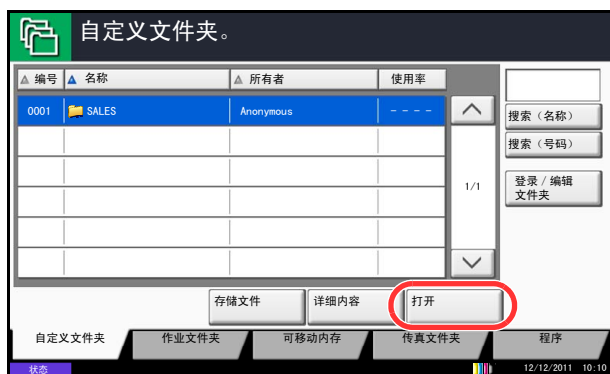 自定义文件夹。
编号 名称 所有者 使用率
0001 SALES Anonymous ----
搜索（名称）
搜索（号码）
1/1
登录 / 编辑
文件夹
存储文件 详细内容 打开
自定义文件夹 作业文件夹 可移动内存 传真文件夹 程序
状态 12/12/2011 10:10